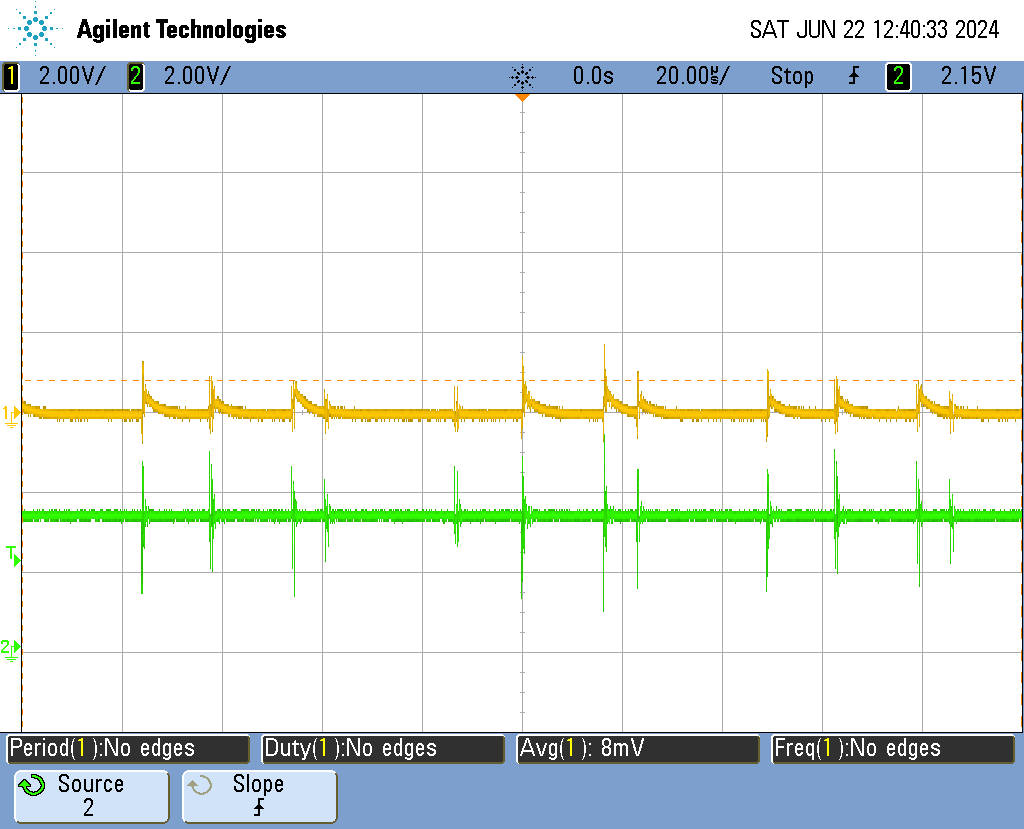 Agilent Technologies SAT JUN 22 12:40:33 2024
1 2.00V/ 2 2.00V/ 0.0s 20.00µs/ Stop 2 2.15V
1
T
2
Period(1):No edges Duty(1):No edges Avg(1): 8mV Freq(1):No edges
Source Slope
2